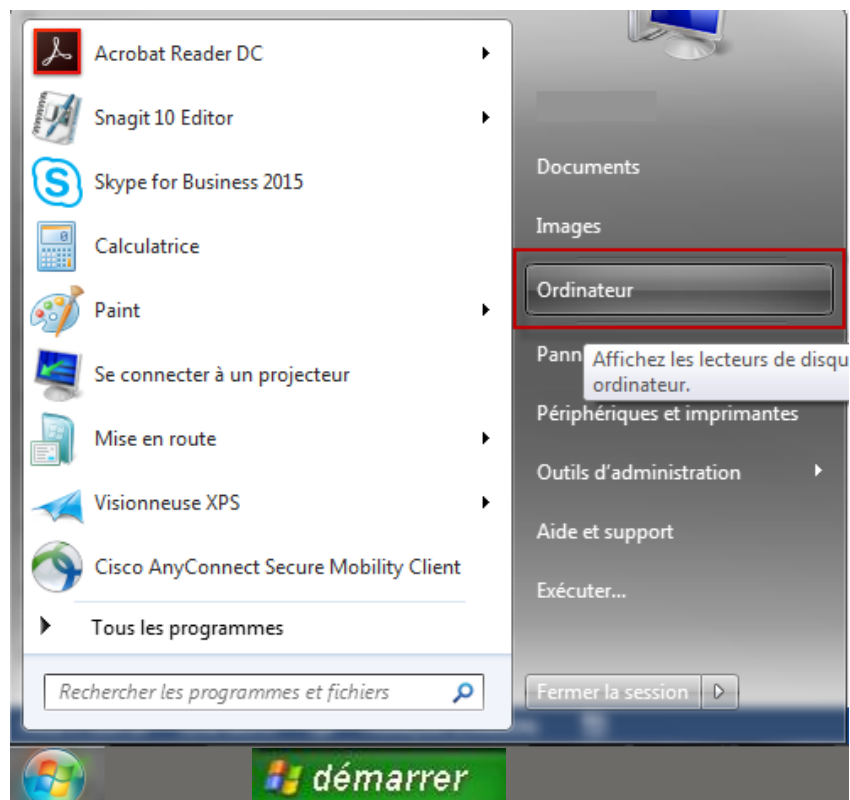 Acrobat Reader DC
Snagit 10 Editor
Skype for Business 2015
Calculatrice
Paint
Se connecter à un projecteur
Mise en route
Visionneuse XPS
Cisco AnyConnect Secure Mobility Client
Tous les programmes
Rechercher les programmes et fichiers
Documents
Images
Ordinateur
Pann
Affichez les lecteurs de disqu
ordinateur.
Périphériques et imprimantes
Outils d'administration
Aide et support
Exécuter...
Fermer la session
démarrer